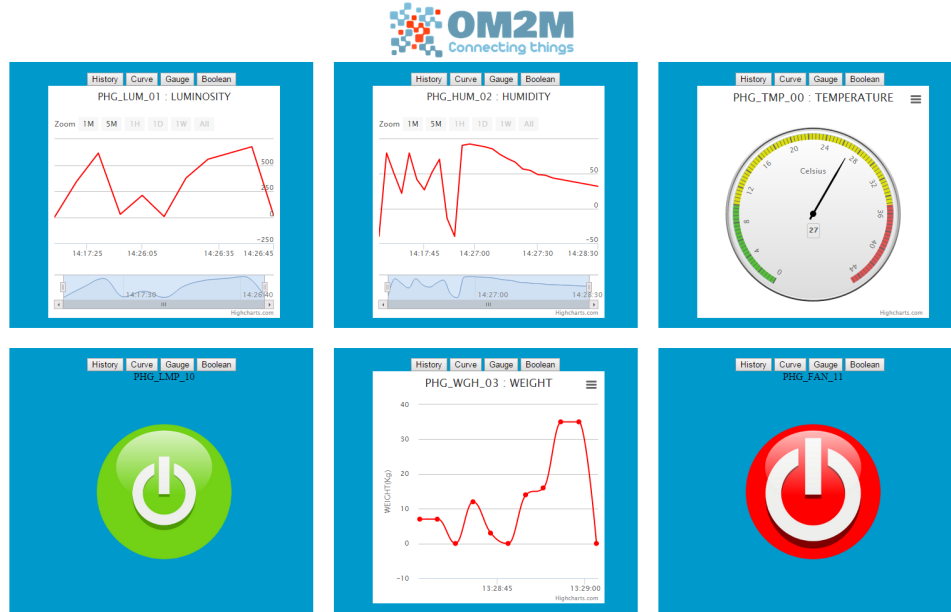 OM2M
Connecting things
History Curve Gauge Boolean
PHG_LUM_01 : LUMINOSITY
Zoom 1M 5M 1H 1D 1W All
500
250
0
-250
14:17:25 14:26:05 14:26:35 14:26:45
14:17:30 14:26:40
Highcharts.com
History Curve Gauge Boolean
PHG_HUM_02 : HUMIDITY
Zoom 1M 5M 1H 1D 1W All
50
0
-50
14:17:45 14:27:00 14:27:30 14:28:30
14:27:00 14:28:30
Highcharts.com
History Curve Gauge Boolean
PHG_TMP_00 : TEMPERATURE
Celsius
0
4
8
12
16
20
24
28
32
36
40
44
27
Highcharts.com
History Curve Gauge Boolean
PHG_LMP_10
History Curve Gauge Boolean
PHG_WGH_03 : WEIGHT
WEIGHT(Kg)
40
30
20
10
0
-10
13:28:45 13:29:00
Highcharts.com
History Curve Gauge Boolean
PHG_FAN_11